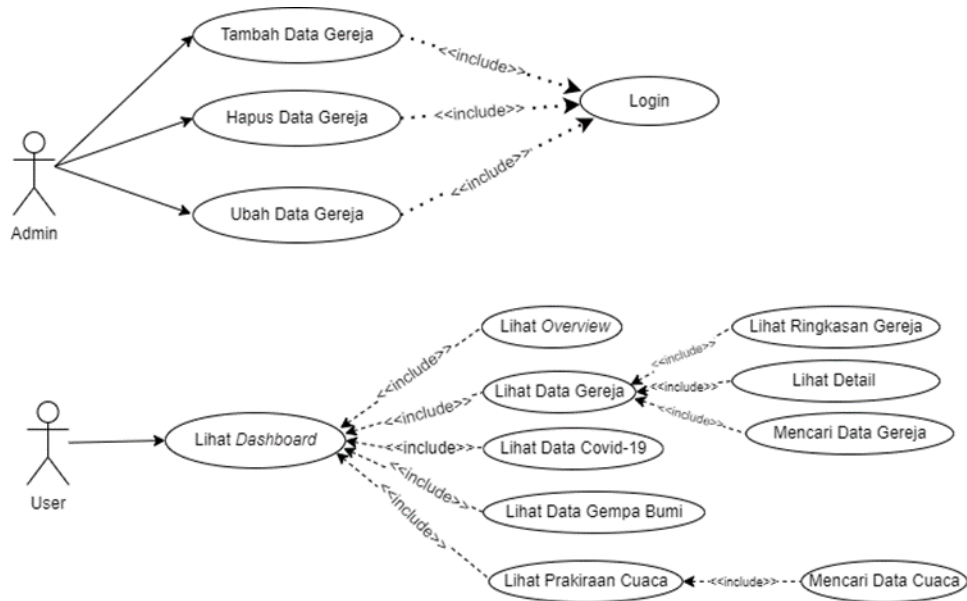 Tambah Data Gereja
<<include>>
Login
Hapus Data Gereja
<<include>>
Ubah Data Gereja
<<include>>
Admin
Lihat Overview
<<include>>
Lihat Ringkasan Gereja
<<include>>
Lihat Data Gereja
<<include>>
<<include>>
Lihat Detail
<<include>>
Mencari Data Gereja
Lihat Dashboard
<<include>>
Lihat Data Covid-19
User
<<include>>
Lihat Data Gempa Bumi
<<include>>
Lihat Prakiraan Cuaca
<<include>>
Mencari Data Cuaca